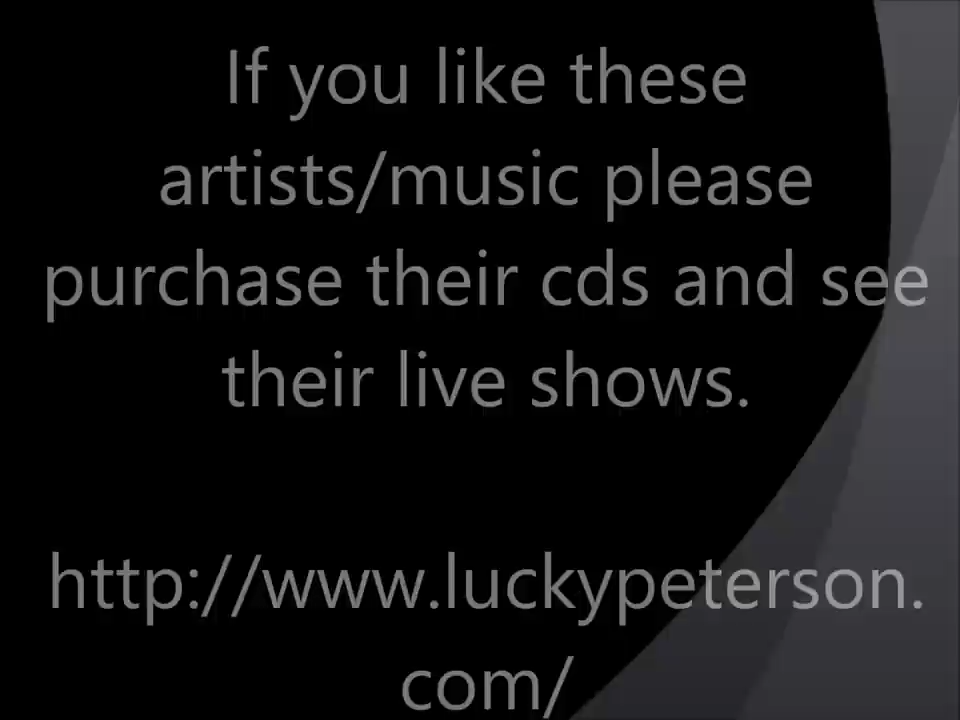 If you like these
artists/music please
purchase their cds and see
their live shows.
http://www.luckypeterson.
com/